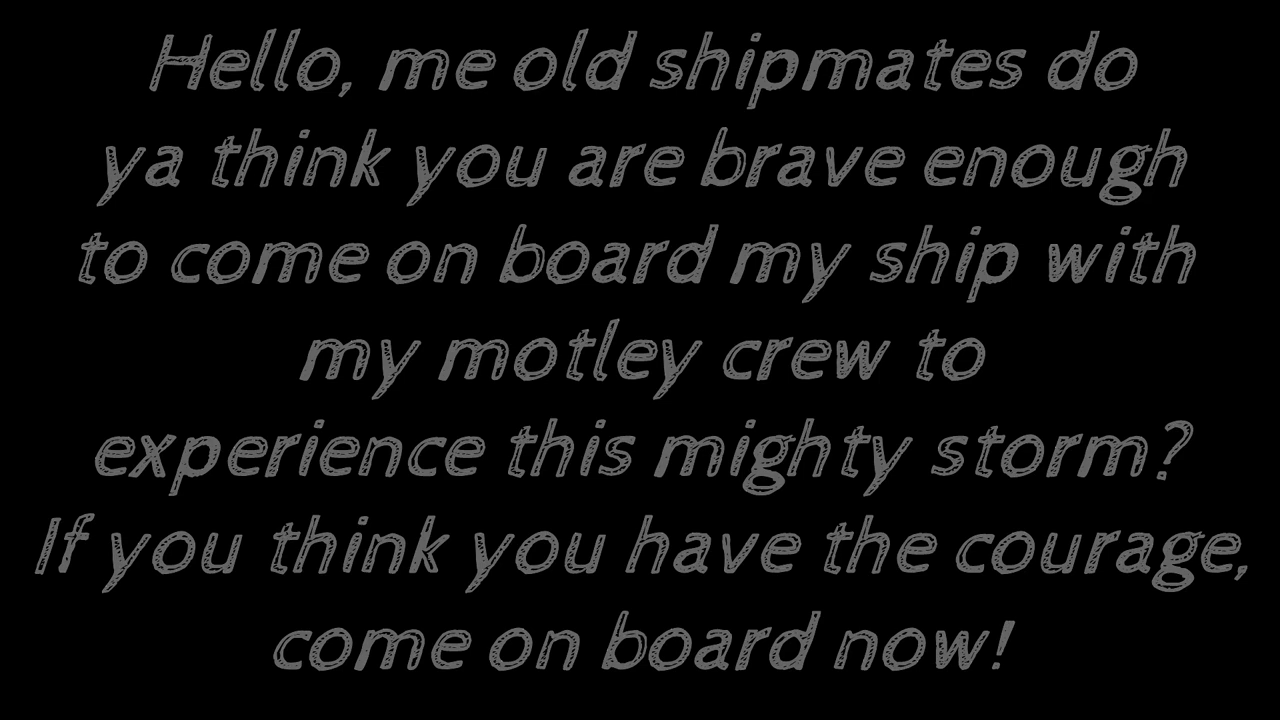 Hello, me old shipmates do
ya think you are brave enough
to come on board my ship with
my motley crew to
experience this mighty storm?
If you think you have the courage,
come on board now!